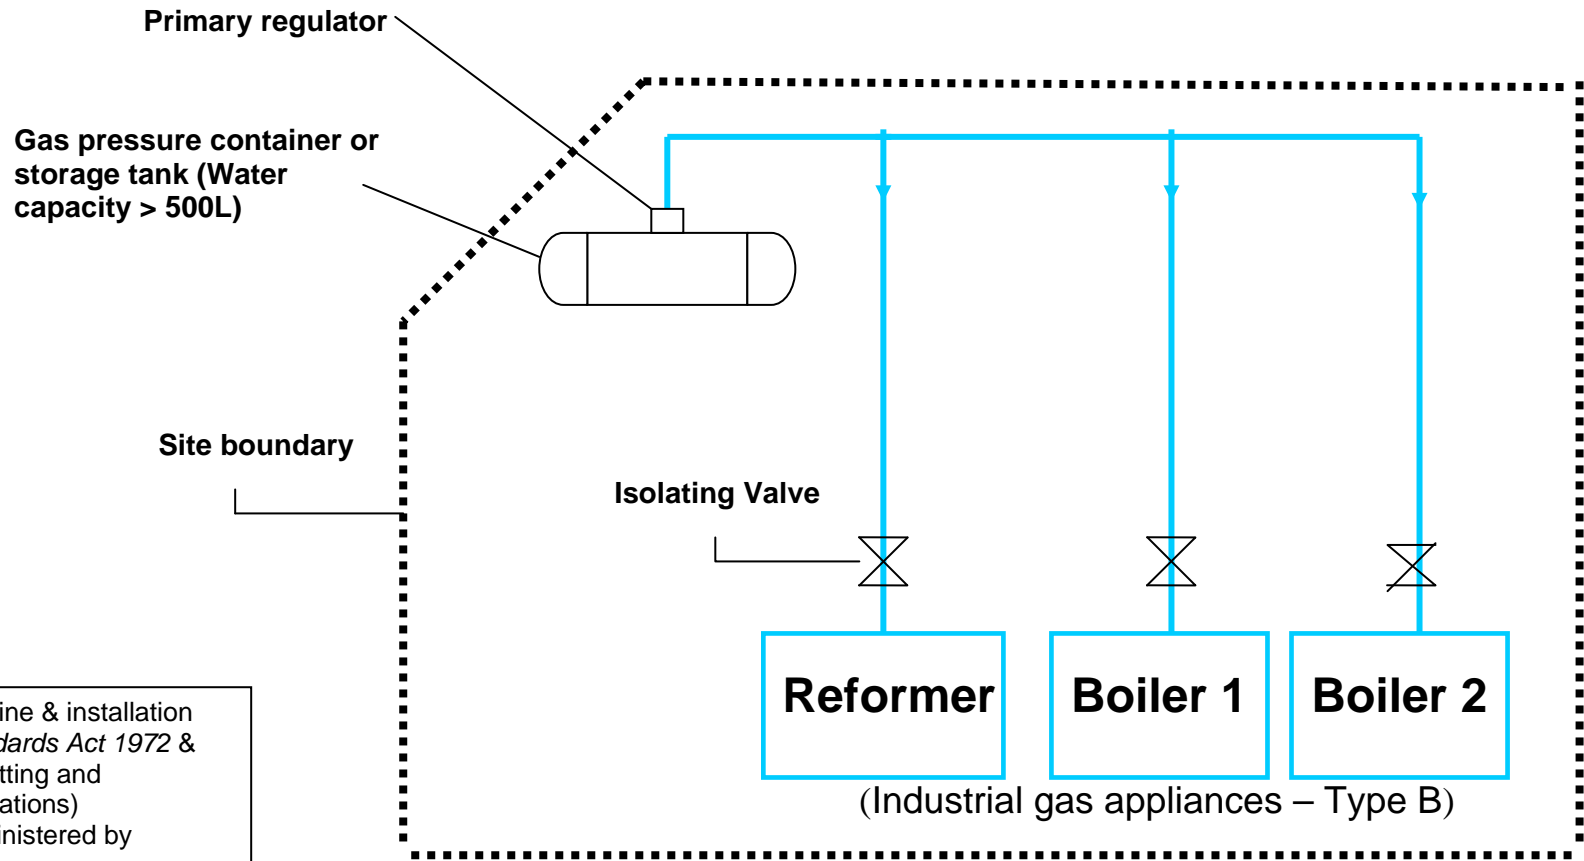 Primary regulator
Gas pressure container or
storage tank (Water
capacity > 500L)
Site boundary
Isolating Valve
Reformer
Boiler 1
Boiler 2
(Industrial gas appliances – Type B)
ine & installation
dards Act 1972 &
tting and
ations)
inistered by